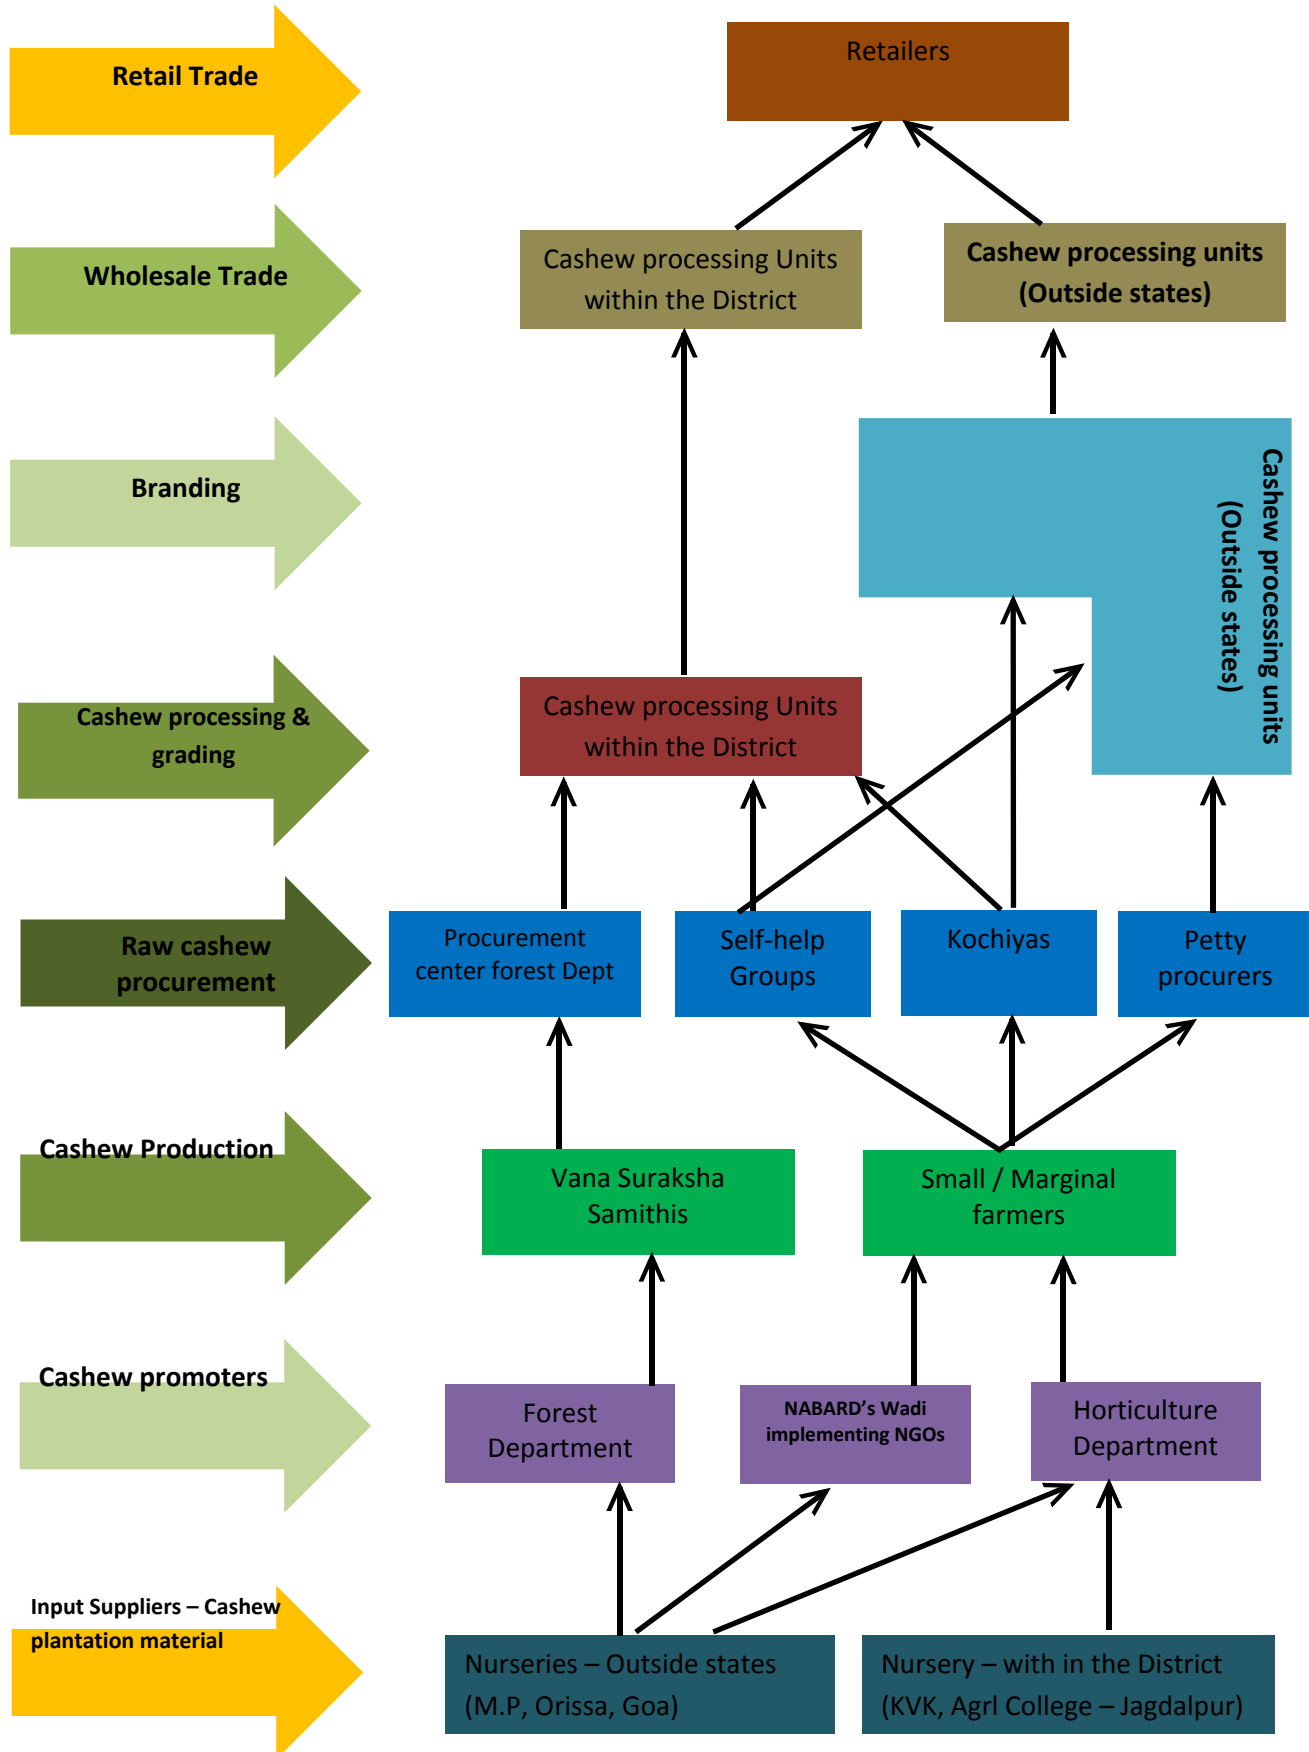 Retail Trade
Retailers
Wholesale Trade
Cashew processing Units
within the District
Cashew processing units
(Outside states)
Branding
Cashew processing units
(Outside states)
Cashew processing &
grading
Cashew processing Units
within the District
Raw cashew
procurement
Procurement
center forest Dept
Self-help
Groups
Kochiyas
Petty
procurers
Cashew Production
Vana Suraksha
Samithis
Small / Marginal
farmers
Cashew promoters
Forest
Department
NABARD's Wadi
implementing NGOs
Horticulture
Department
Input Suppliers – Cashew
plantation material
Nurseries – Outside states
(M.P, Orissa, Goa)
Nursery – with in the District
(KVK, Agrl College – Jagdalpur)